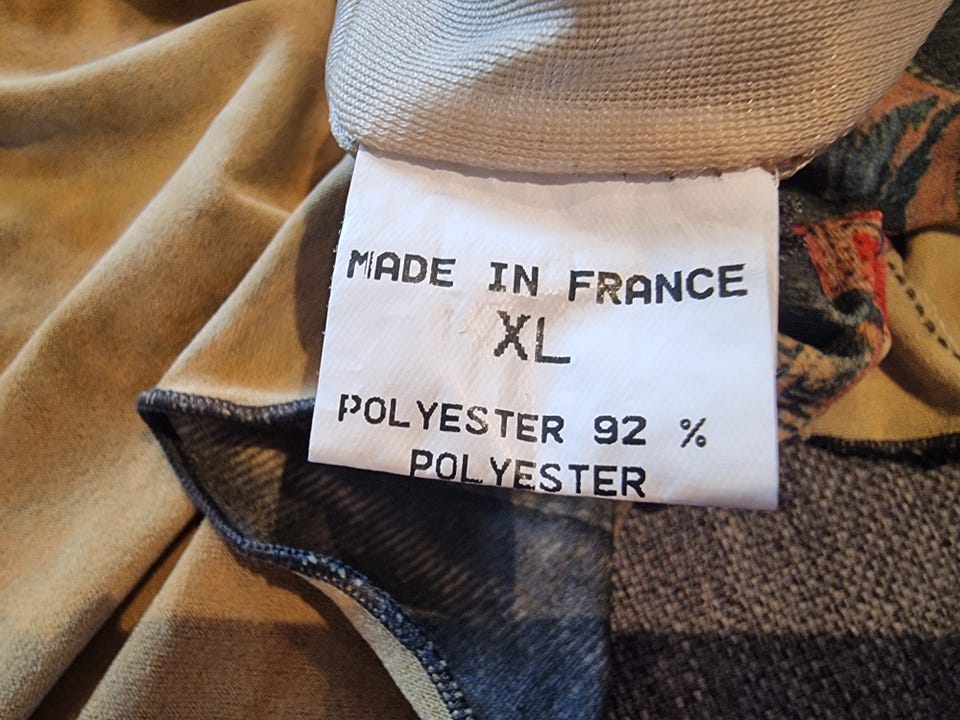 MADE IN FRANCE
XL
POLYESTER 92 %
POLYESTER